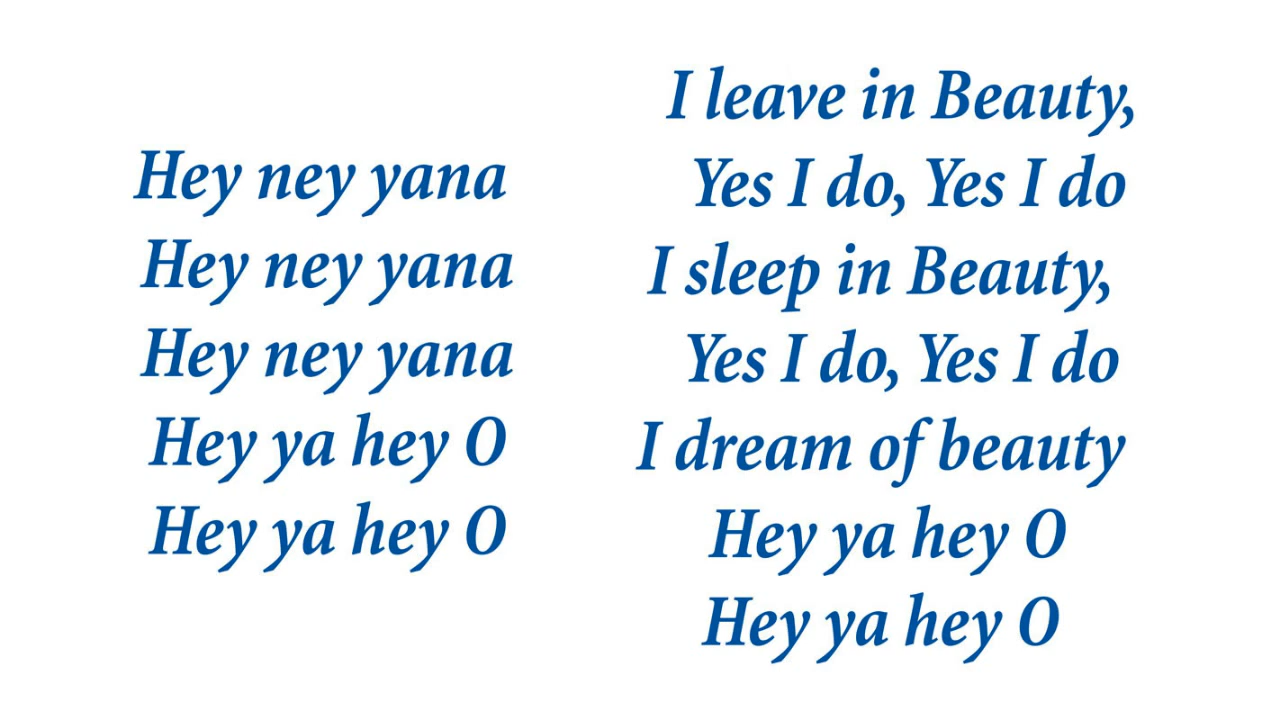 Hey ney yana
Hey ney yana
Hey ney yana
Hey ya hey O
Hey ya hey O
I leave in Beauty,
Yes I do, Yes I do
I sleep in Beauty,
Yes I do, Yes I do
I dream of beauty
Hey ya hey O
Hey ya hey O